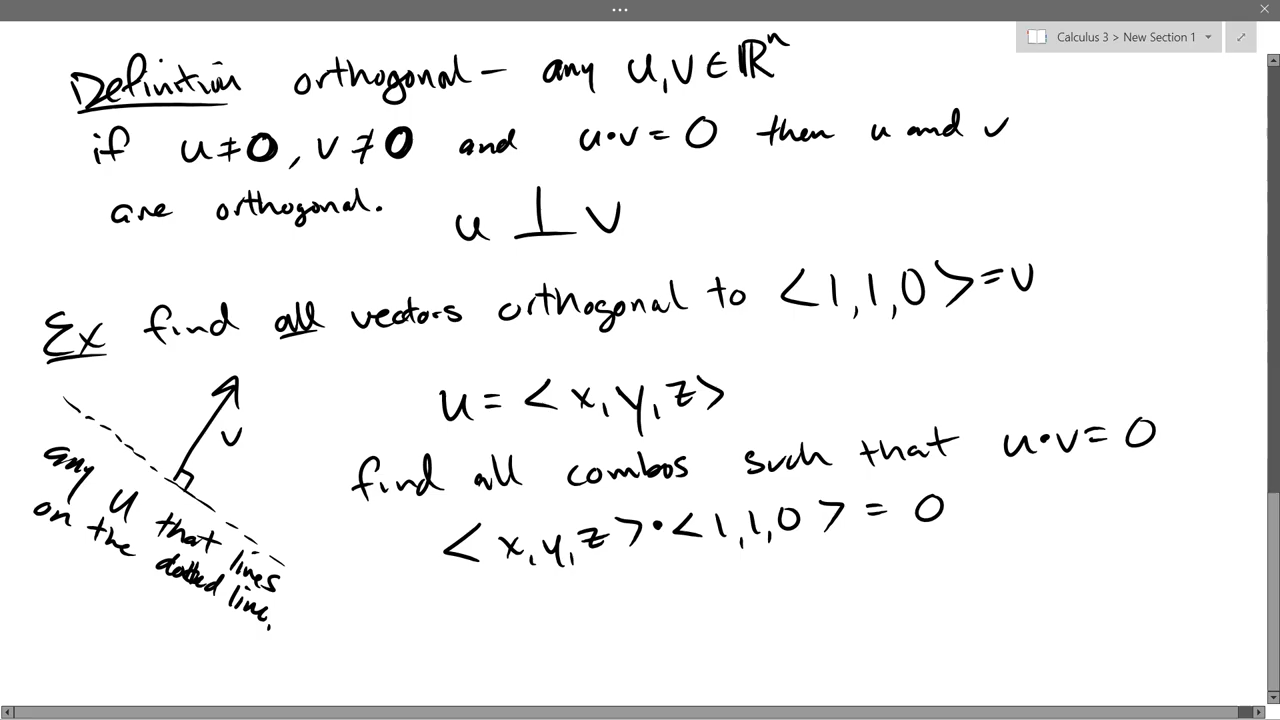 Calculus 3 > New Section 1
Definition orthogonal - any u, v ∈ ℝⁿ
if u ≠ 0, v ≠ 0 and u·v = 0 then u and v
are orthogonal. u ⊥ v
Ex find all vectors orthogonal to <1,1,0> = v
v
any u that lines
on the dotted line.
u = <x, y, z>
find all combos such that u·v = 0
<x, y, z>·<1,1,0> = 0